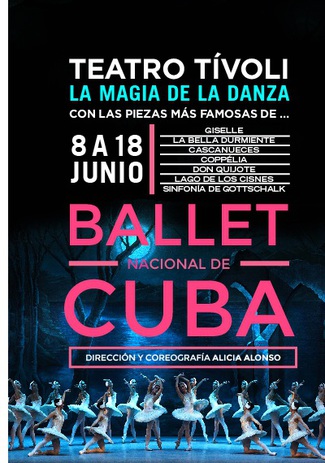 TEATRO TÍVOLI
LA MAGIA DE LA DANZA
CON LAS PIEZAS MÁS FAMOSAS DE ...
8 A 18
JUNIO
GISELLE
LA BELLA DURMIENTE
CASCANUECES
COPPÉLIA
DON QUIJOTE
LAGO DE LOS CISNES
SINFONÍA DE GOTTSCHALK
BALLET
NACIONAL DE
CUBA
DIRECCIÓN Y COREOGRAFÍA ALICIA ALONSO